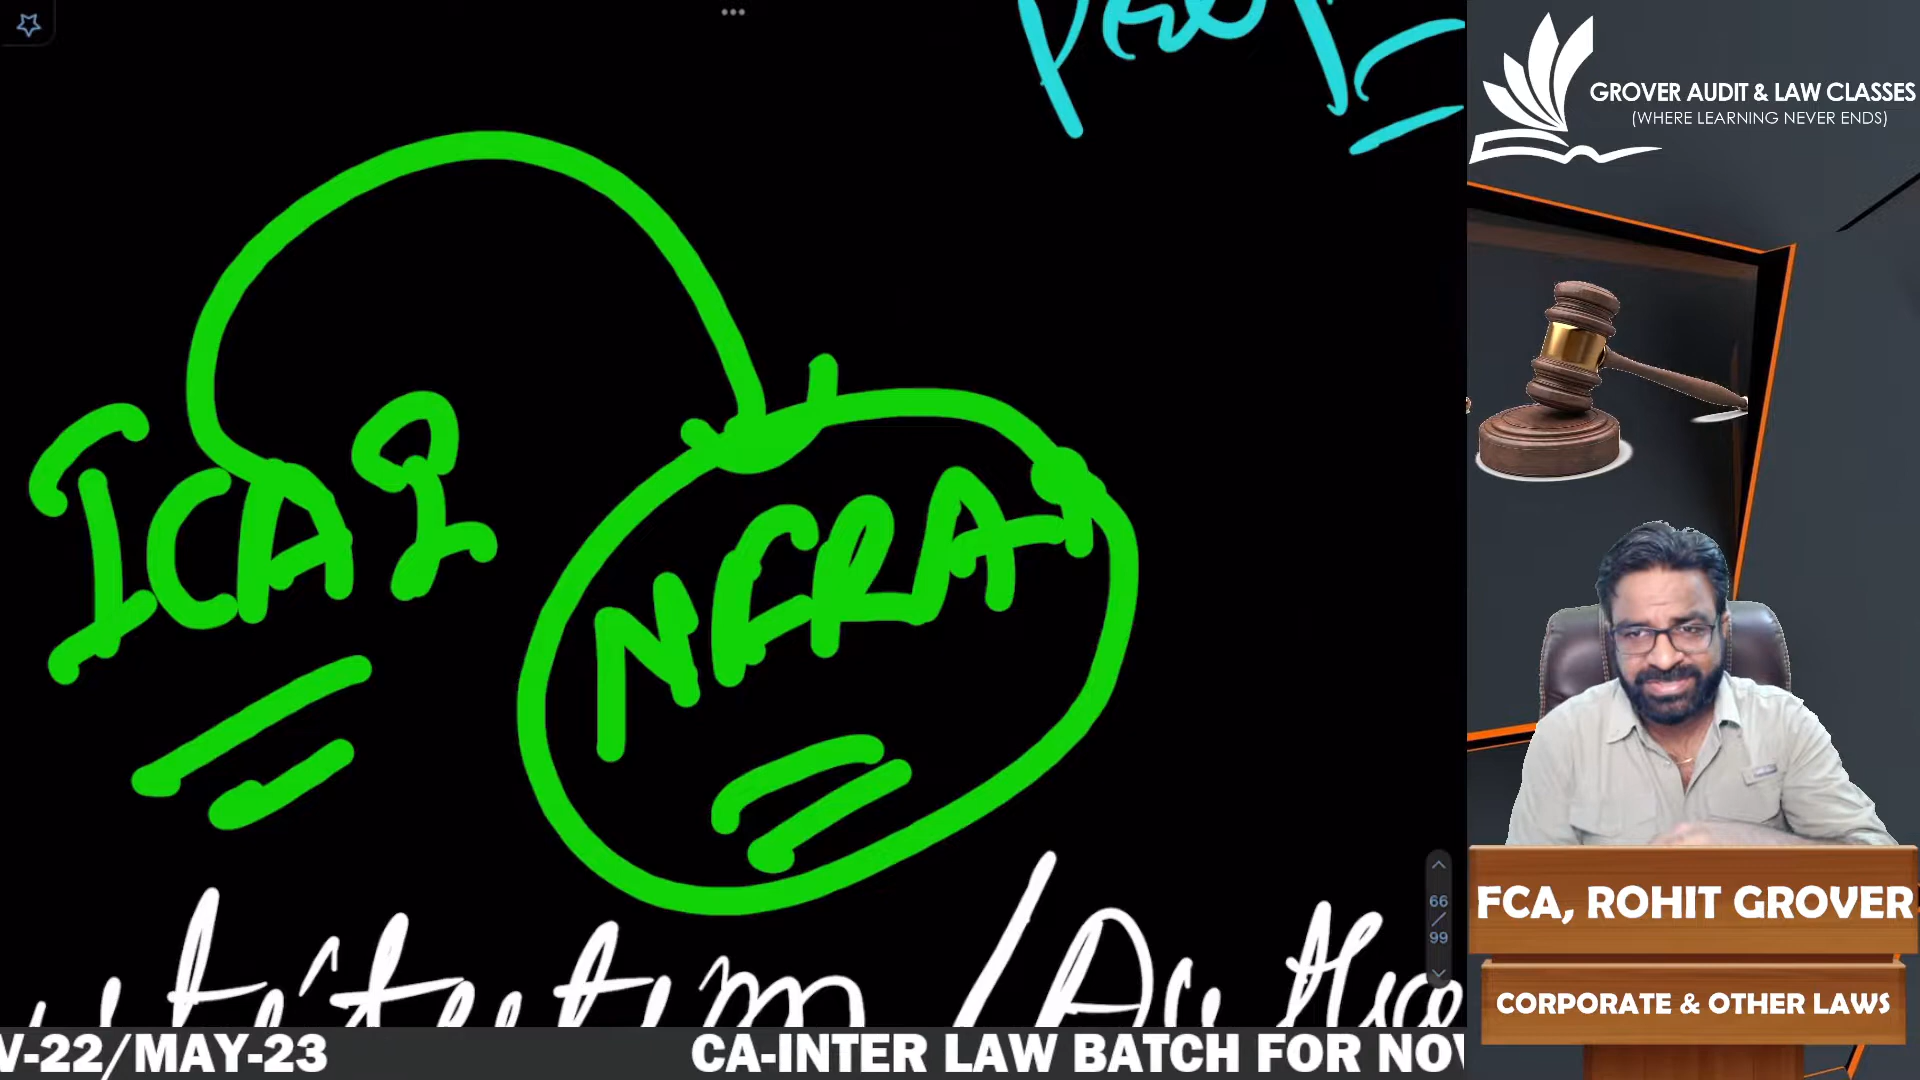 GROVER AUDIT & LAW CLASSES
(WHERE LEARNING NEVER ENDS)
ICAI
NFRA
66
99
FCA, ROHIT GROVER
CORPORATE & OTHER LAWS
V-22/MAY-23 CA-INTER LAW BATCH FOR NOV